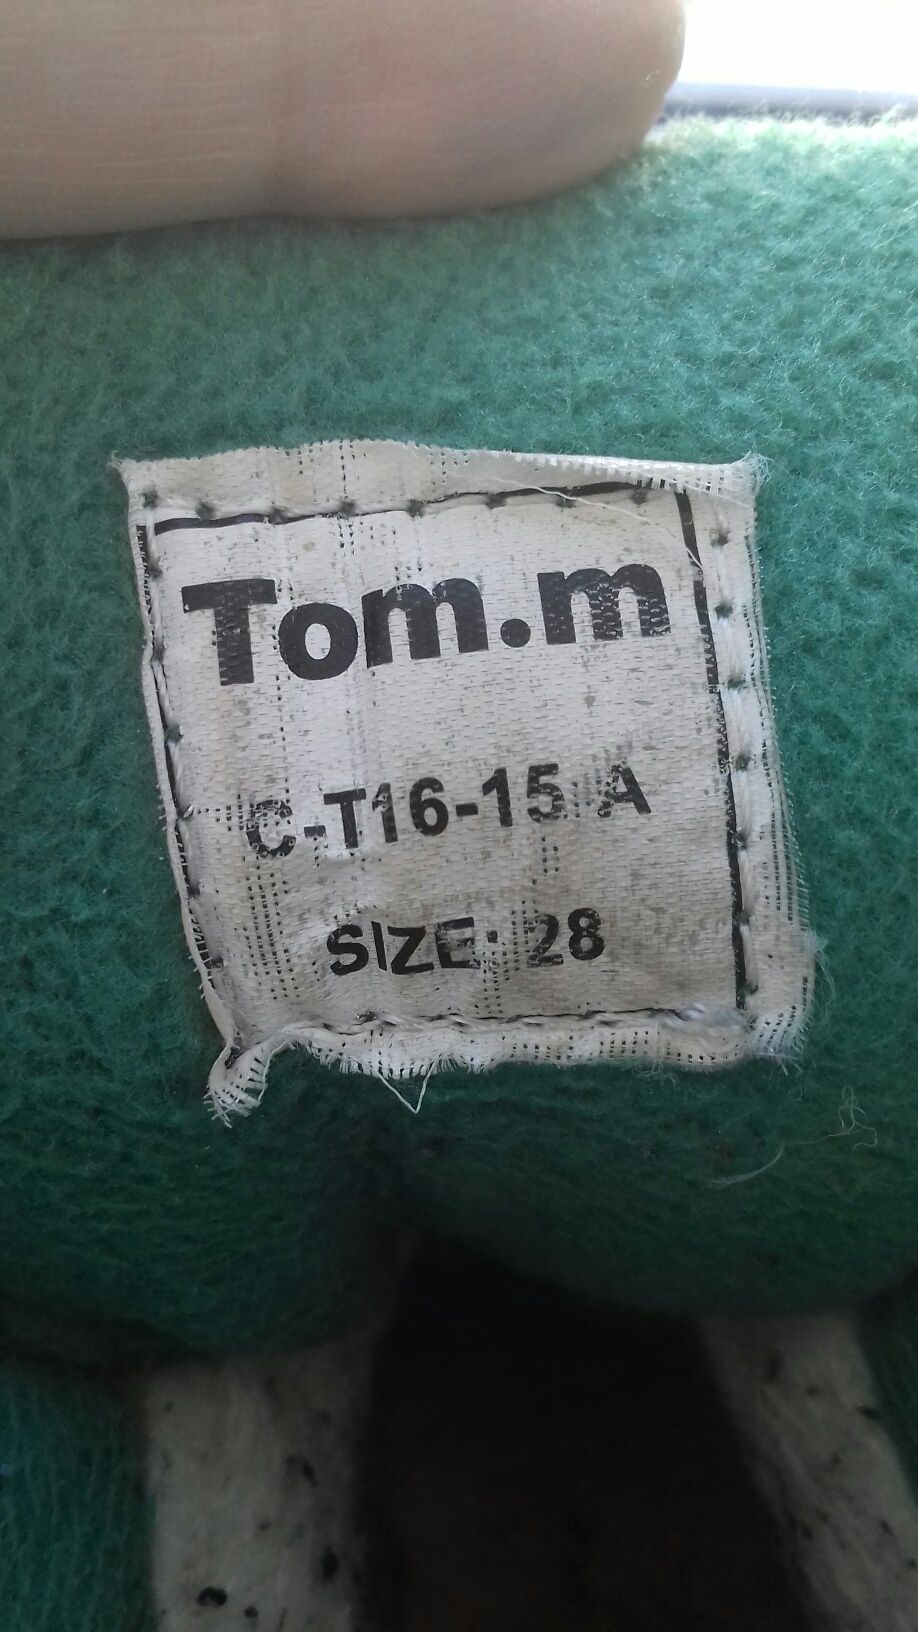 Tom.m
C-T16-15-A
SIZE: 28